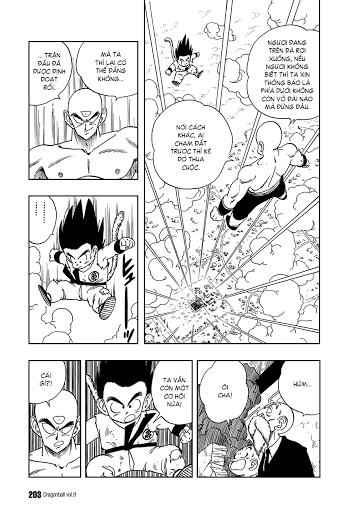 NGƯƠI ĐANG
TRÊN ĐÀ RƠI
XUỐNG, NẾU
NGƯƠI KHÔNG
BIẾT THÌ TA XIN
THÔNG BÁO LÀ
PHÍA DƯỚI KHÔNG
CÒN VÕ ĐÀI NÀO
MÀ ĐỨNG ĐÂU.
NÓI CÁCH
KHÁC, AI
CHẠM ĐẤT
TRƯỚC THÌ KẺ
ĐÓ THUA
CUỘC.
MÀ TA
THÌ LẠI CÓ
THỂ ĐẰNG
KHÔNG...
... TRẬN
ĐẤU ĐÃ
ĐƯỢC ĐỊNH
ĐOẠT
RỒI.
......
......
HỪM...
ÔI
CHA!
TA VẪN
CÒN MỘT
CƠ HỘI
NỮA!
CÁI
GÌ?!
203 Dragonball vol.9